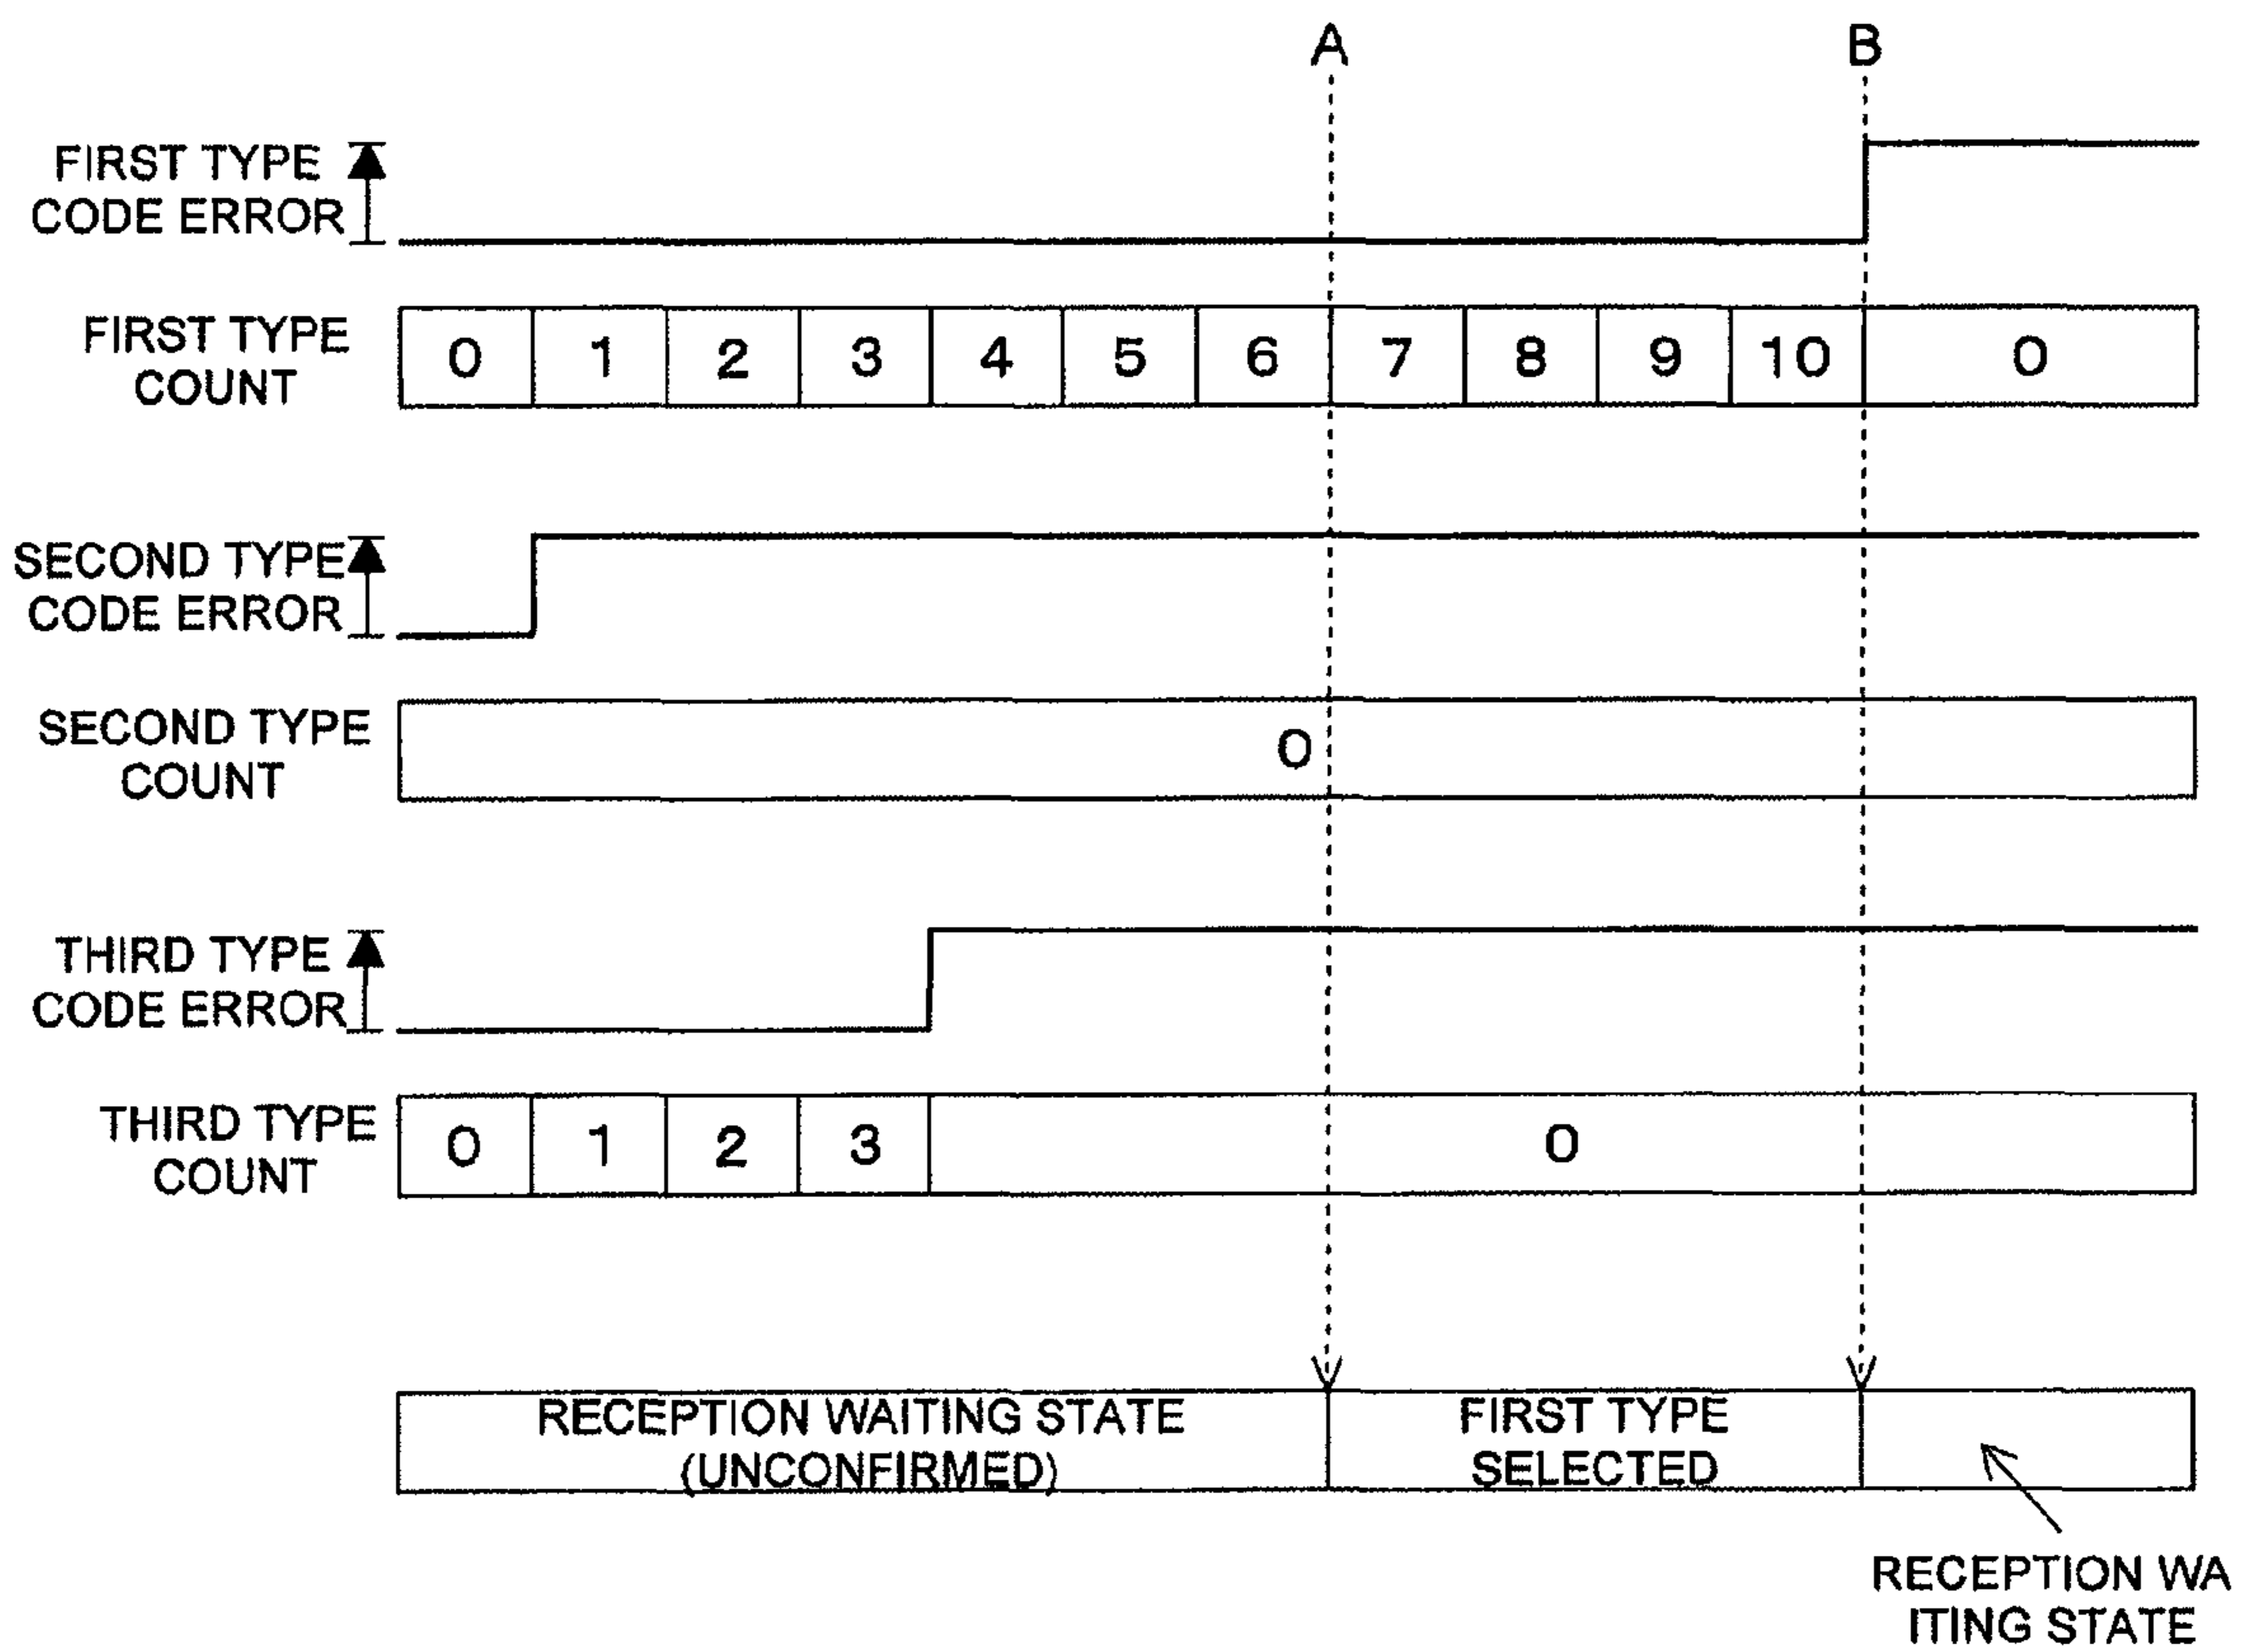 A B
FIRST TYPE
CODE ERROR
FIRST TYPE
COUNT
0 1 2 3 4 5 6 7 8 9 10 0
SECOND TYPE
CODE ERROR
SECOND TYPE
COUNT
0
THIRD TYPE
CODE ERROR
THIRD TYPE
COUNT
0 1 2 3 0
RECEPTION WAITING STATE
(UNCONFIRMED)
FIRST TYPE
SELECTED
RECEPTION WA
ITING STATE